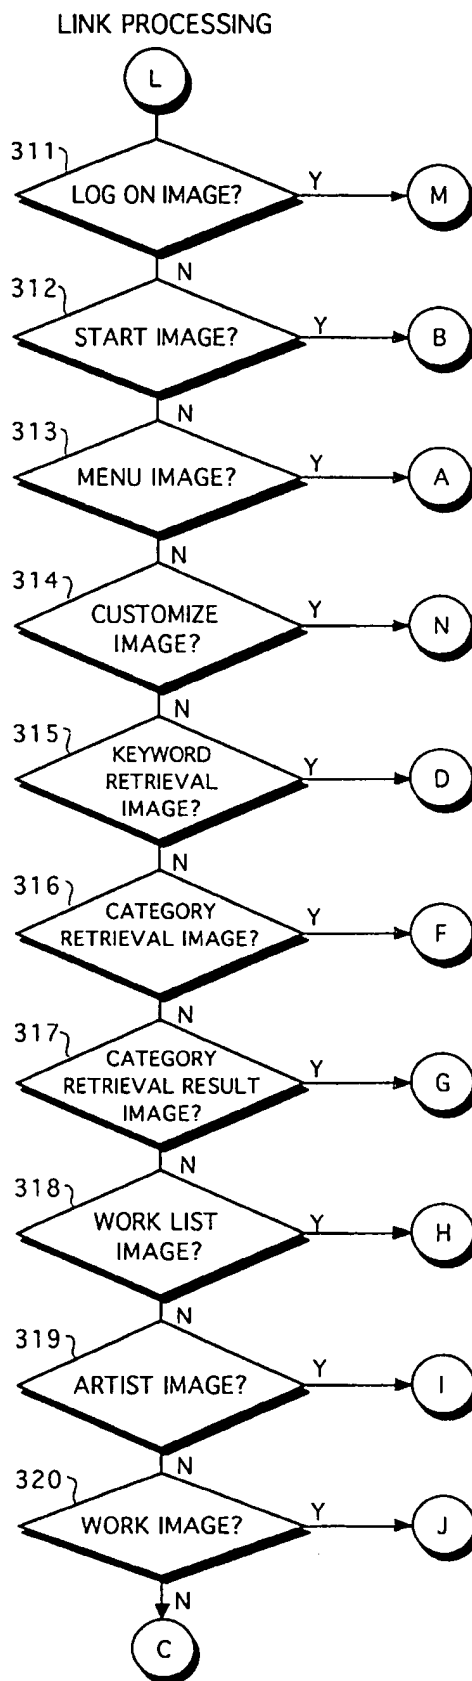 LINK PROCESSING
L
311
LOG ON IMAGE?
Y
M
N
312
START IMAGE?
Y
B
N
313
MENU IMAGE?
Y
A
N
314
CUSTOMIZE
IMAGE?
Y
N
N
315
KEYWORD
RETRIEVAL
IMAGE?
Y
D
N
316
CATEGORY
RETRIEVAL IMAGE?
Y
F
N
317
CATEGORY
RETRIEVAL RESULT
IMAGE?
Y
G
N
318
WORK LIST
IMAGE?
Y
H
N
319
ARTIST IMAGE?
Y
I
N
320
WORK IMAGE?
Y
J
N
C